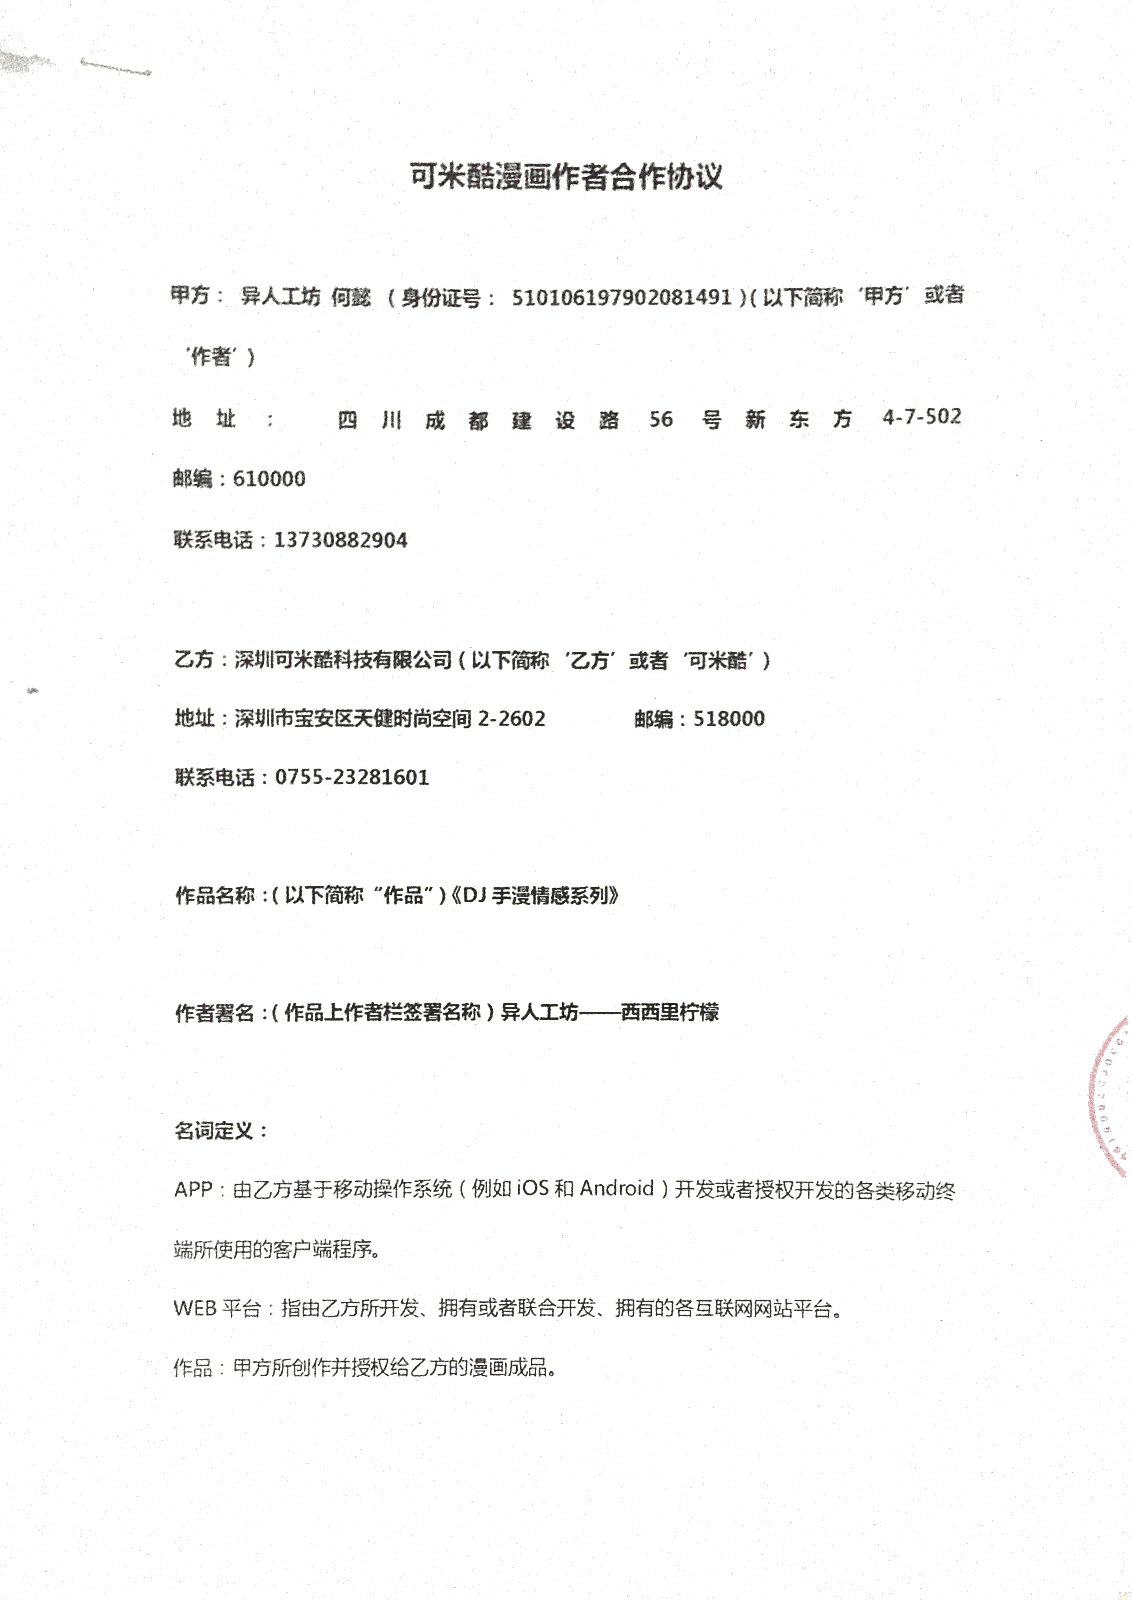 可米酷漫画作者合作协议
甲方： 异人工坊 何懿 （身份证号： 510106197902081491）（以下简称‘甲方’或者
‘作者’）
地 址 ： 四 川 成 都 建 设 路 56 号 新 东 方 4-7-502
邮编：610000
联系电话：13730882904
乙方：深圳可米酷科技有限公司（以下简称‘乙方’或者‘可米酷’）
地址：深圳市宝安区天健时尚空间 2-2602 邮编：518000
联系电话：0755-23281601
作品名称：（以下简称“作品”）《DJ 手漫情感系列》
作者署名：（作品上作者栏签署名称）异人工坊——西西里柠檬
名词定义：
APP：由乙方基于移动操作系统（例如 iOS 和 Android）开发或者授权开发的各类移动终
端所使用的客户端程序。
WEB 平台：指由乙方所开发、拥有或者联合开发、拥有的各互联网网站平台。
作品：甲方所创作并授权给乙方的漫画成品。